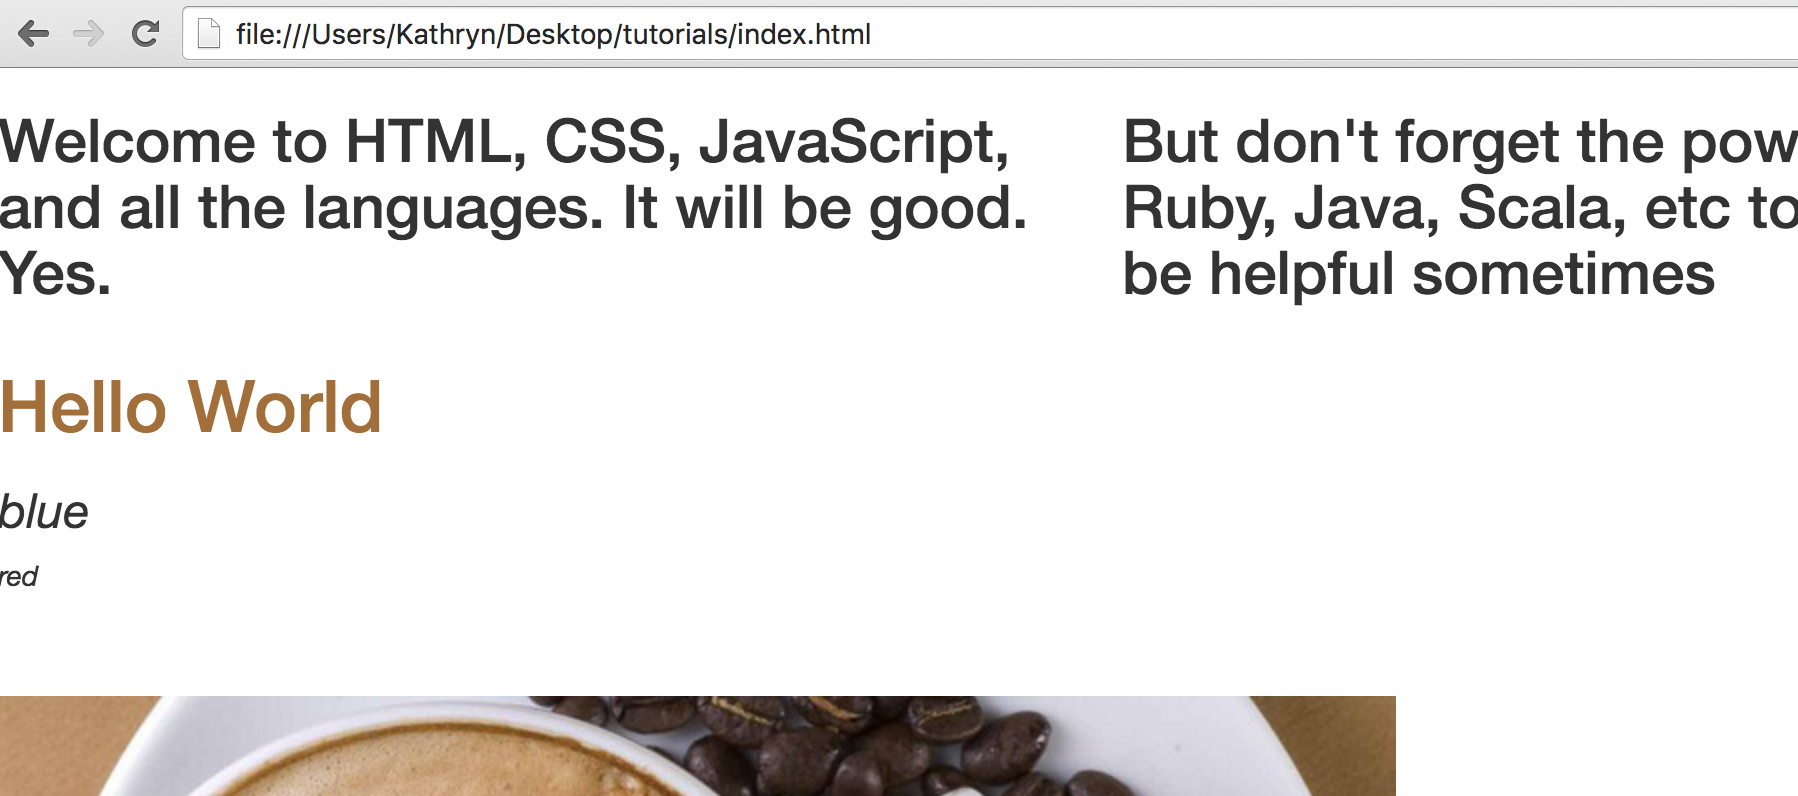 file:///Users/Kathryn/Desktop/tutorials/index.html
Welcome to HTML, CSS, JavaScript,
and all the languages. It will be good.
Yes.
But don't forget the pow
Ruby, Java, Scala, etc to
be helpful sometimes
Hello World
blue
red